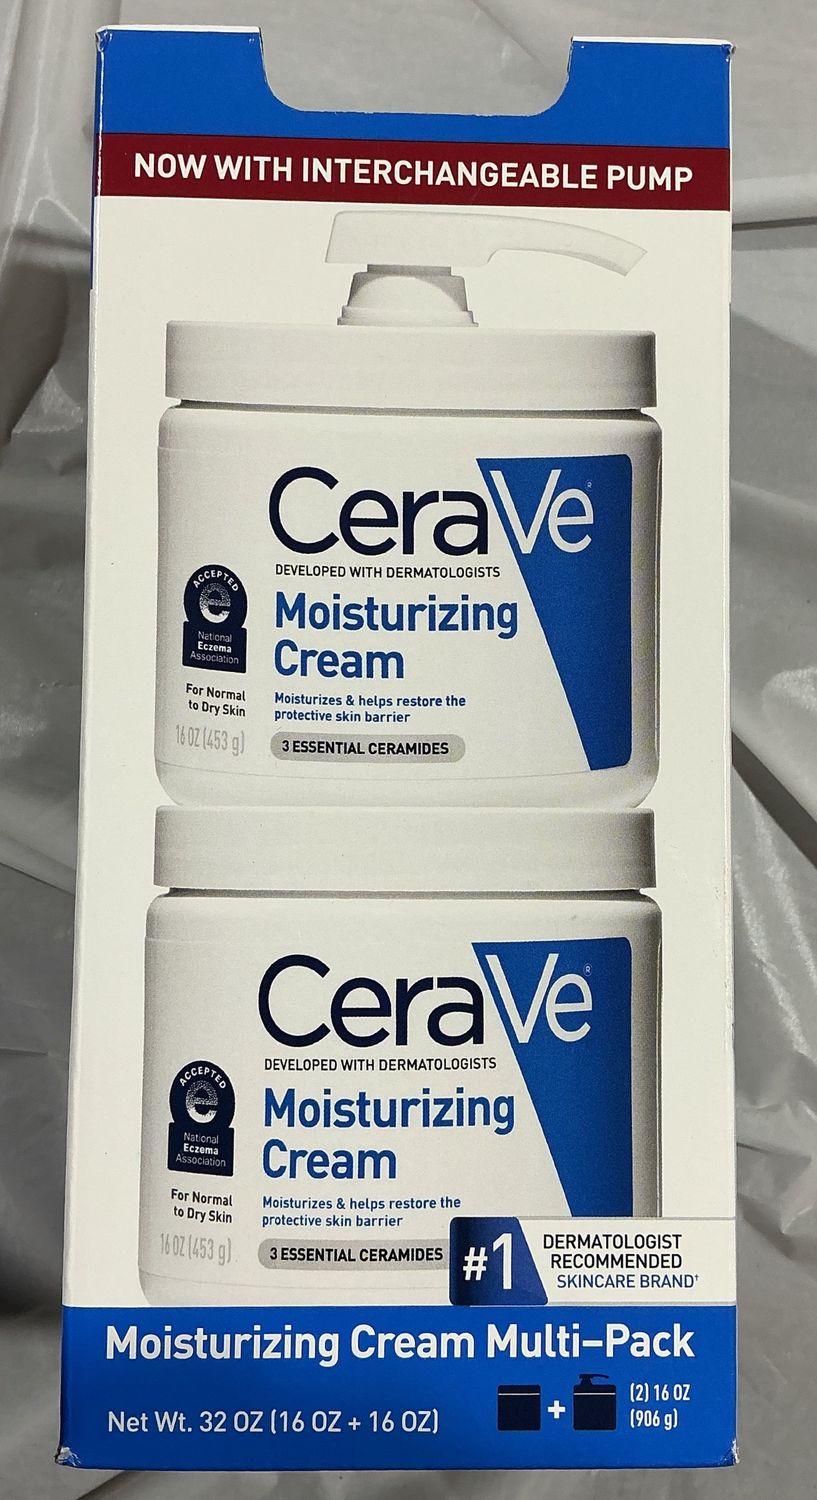 NOW WITH INTERCHANGEABLE PUMP
CeraVe®
DEVELOPED WITH DERMATOLOGISTS
Moisturizing
Cream
Moisturizes & helps restore the
protective skin barrier
3 ESSENTIAL CERAMIDES
ACCEPTED
e
National
Eczema
Association
For Normal
to Dry Skin
16 OZ (453 g)
CeraVe®
DEVELOPED WITH DERMATOLOGISTS
Moisturizing
Cream
Moisturizes & helps restore the
protective skin barrier
3 ESSENTIAL CERAMIDES
ACCEPTED
e
National
Eczema
Association
For Normal
to Dry Skin
16 OZ (453 g)
#1
DERMATOLOGIST
RECOMMENDED
SKINCARE BRAND†
Moisturizing Cream Multi–Pack
Net Wt. 32 OZ (16 OZ + 16 OZ)
+
(2) 16 OZ
(906 g)